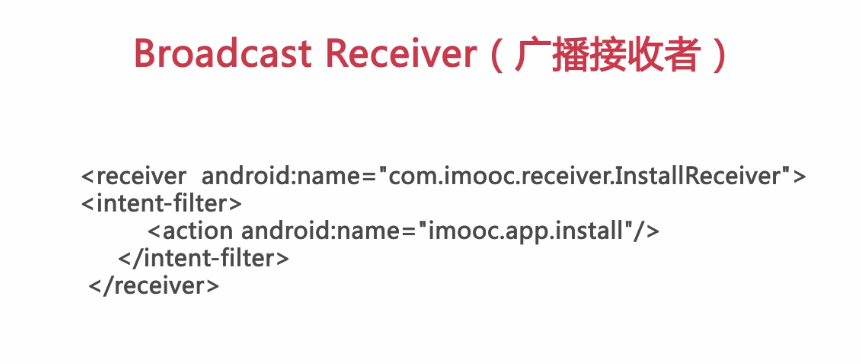 Broadcast Receiver（广播接收者）
<receiver  android:name="com.imooc.receiver.InstallReceiver">
<intent-filter>
<action android:name="imooc.app.install"/>
</intent-filter>
</receiver>